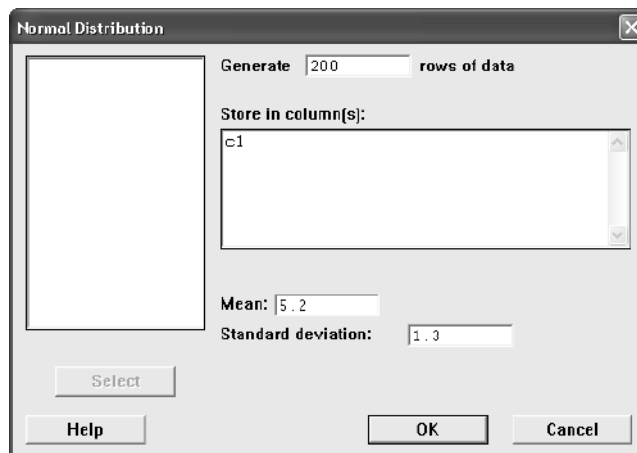 Normal Distribution
Generate 200 rows of data
Store in column(s):
c1
Mean: 5.2
Standard deviation: 1.3
Select
Help OK Cancel